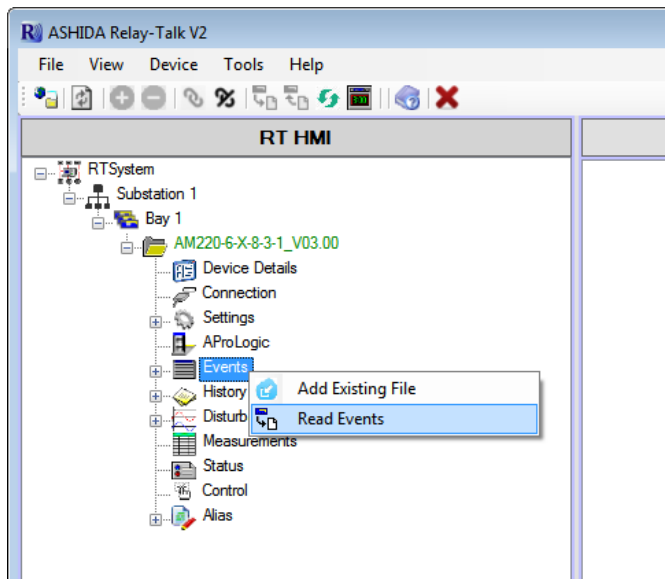 ASHIDA Relay-Talk V2
File View Device Tools Help
RT HMI
RTSystem
Substation 1
Bay 1
AM220-6-X-8-3-1_V03.00
Device Details
Connection
Settings
AProLogic
Events
Add Existing File
History
Read Events
Disturb
Measurements
Status
Control
Alias